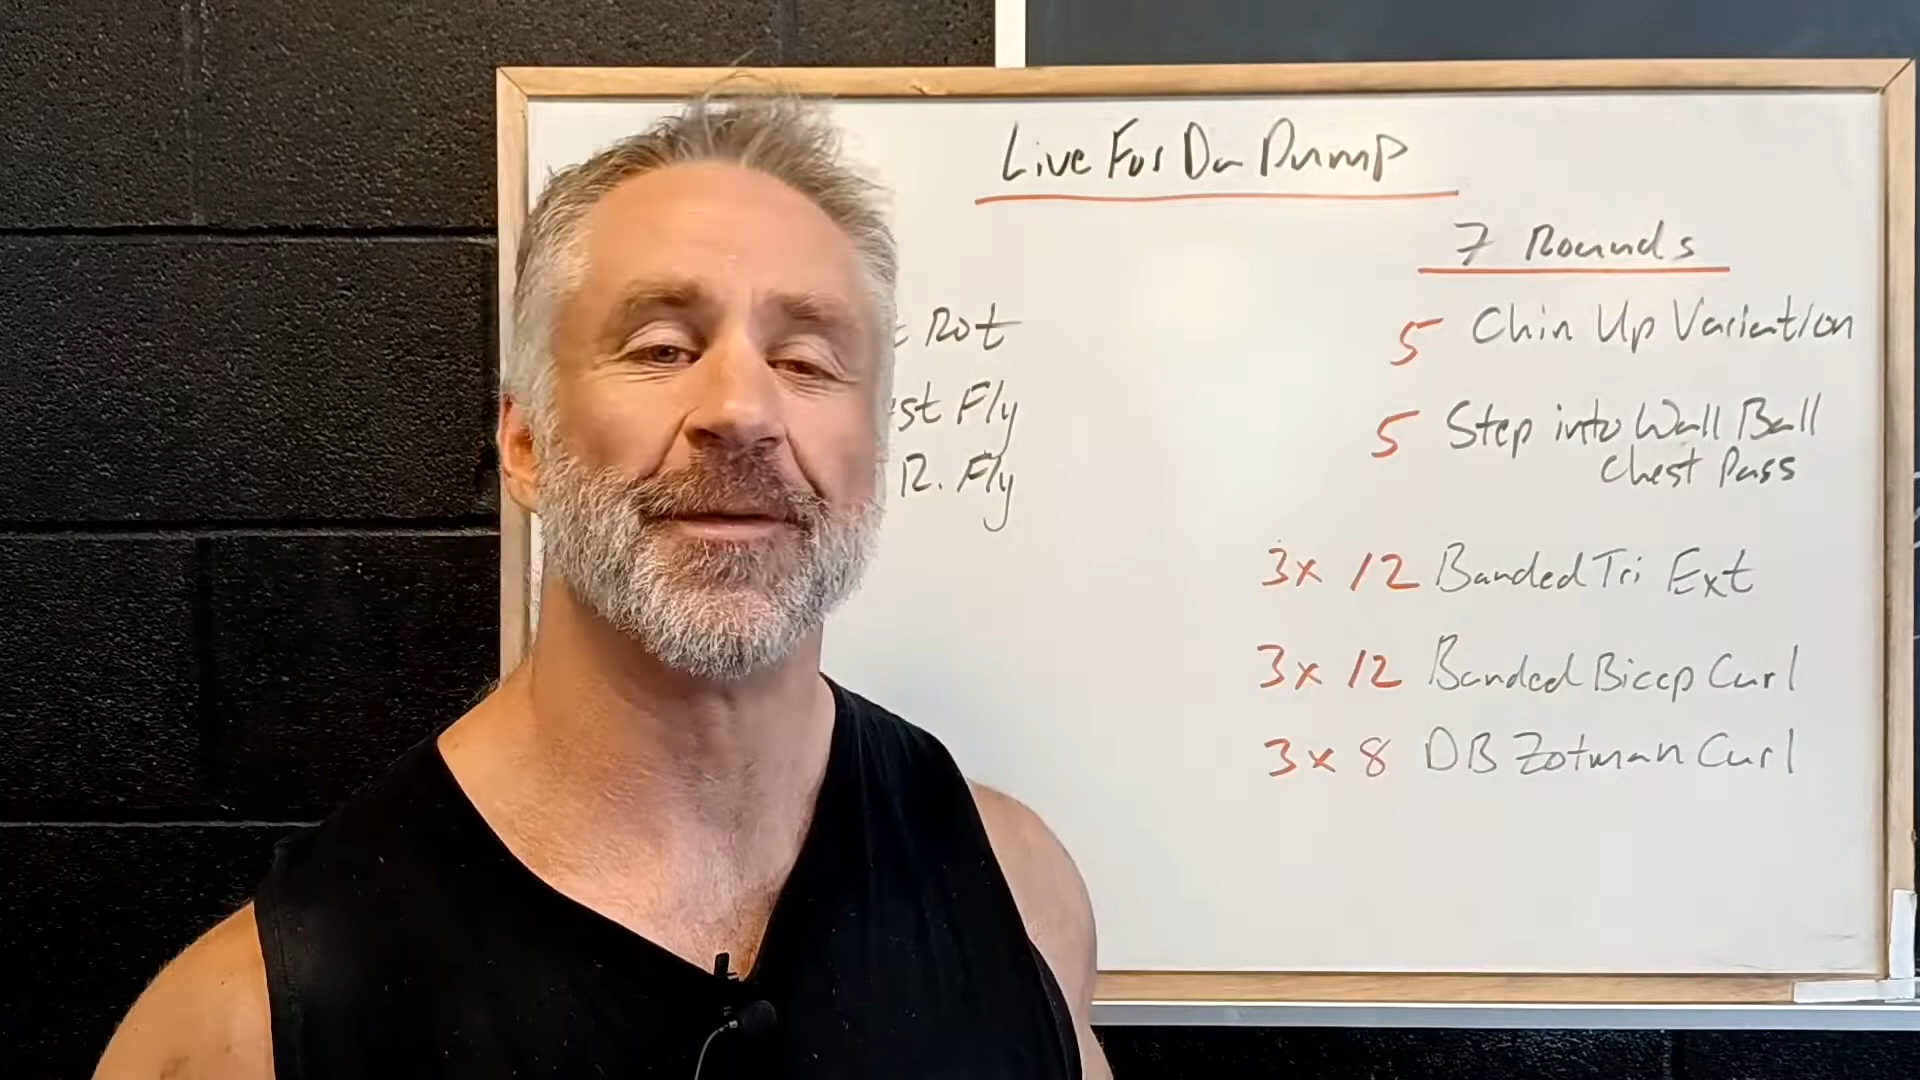 Live For Da Pump
Rot
Fly
R. Fly
7 Rounds
5 Chin Up Variation
5 Step into Wall Ball
Chest Pass
3x 12 Banded Tri Ext
3x 12 Banded Bicep Curl
3x 8 DB Zotman Curl